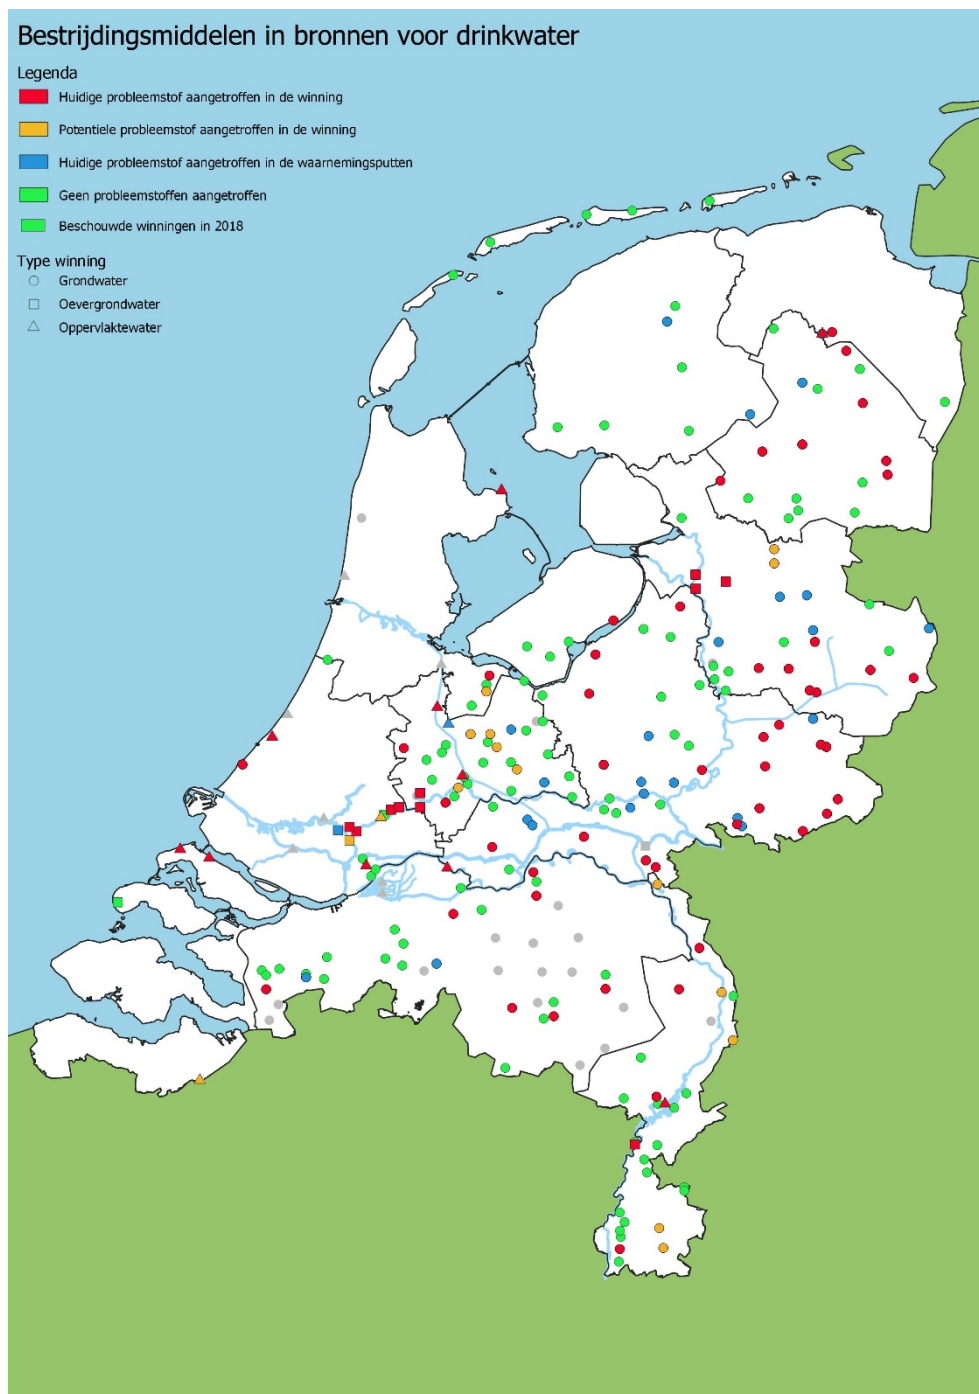 Bestrijdingsmiddelen in bronnen voor drinkwater
Legenda
Huidige probleemstof aangetroffen in de winning
Potentiele probleemstof aangetroffen in de winning
Huidige probleemstof aangetroffen in de waarnemingsputten
Geen probleemstoffen aangetroffen
Beschouwde winningen in 2018
Type winning
Grondwater
Oevergrondwater
Oppervlaktewater